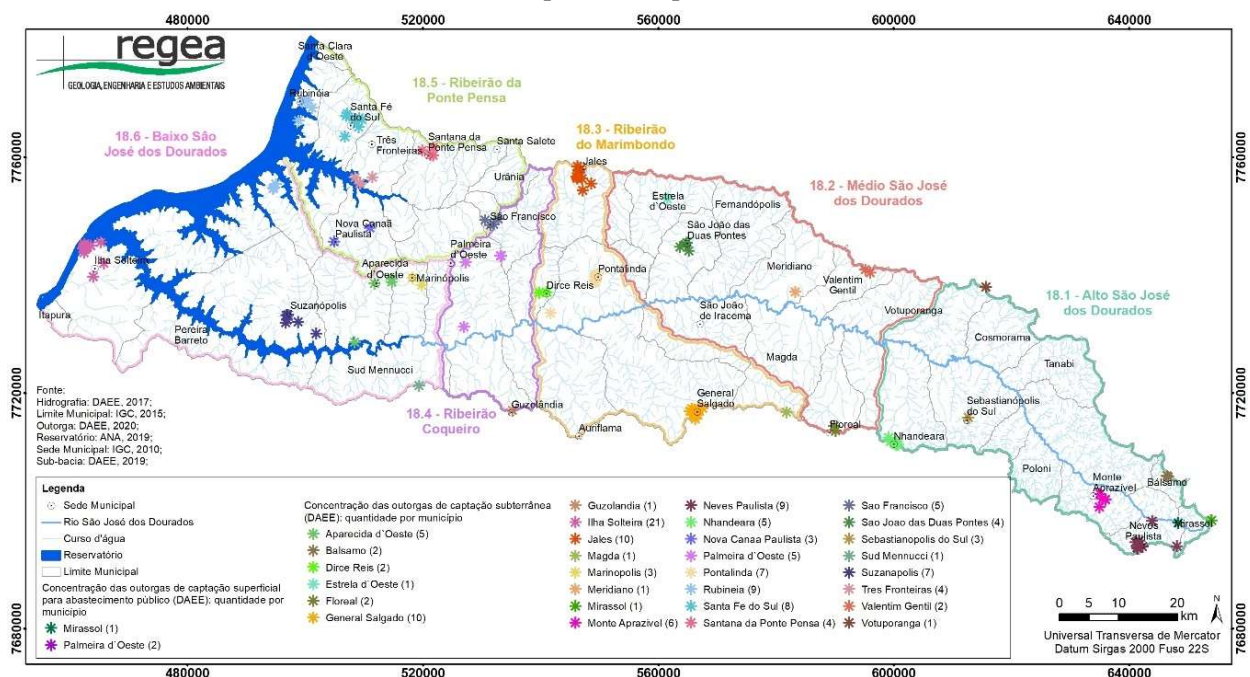 480000 520000 560000 600000 640000
regea
GEOLOGIA, ENGENHARIA E ESTUDOS AMBIENTAIS
Santa Clara
d'Oeste
18.5 - Ribeirão da
Ponte Pensa
Rubinéia
Santa Fé
do Sul
18.6 - Baixo São
José dos Dourados
Três
Fronteiras
Santana da
Ponte Pensa
Santa Salete
18.3 - Ribeirão
do Marimbondo
7760000
7760000
Jales
Urânia
18.2 - Médio São José
dos Dourados
Estrela
d'Oeste
Fernandópolis
Nova Canaã
Paulista
São Francisco
São João das
Duas Pontes
Palmeira
d'Oeste
Ilha Solteira
Aparecida
d'Oeste
Marinópolis
Pontalinda
Meridiano
Valentim
Gentil
Dirce Reis
18.1 - Alto São José
dos Dourados
Itapura
Suzanópolis
São João
de Iracema
Votuporanga
Pereira
Barreto
Cosmorama
Magda
Tanabi
Sud Mennucci
7720000
7720000
General
Salgado
Sebastianópolis
do Sul
Guzolândia
18.4 - Ribeirão
Coqueiro
Auriflama
Floreal
Nhandeara
Poloni
Monte
Aprazível
Bálsamo
Neves
Paulista
Mirassol
Fonte:
Hidrografia: DAEE, 2017;
Limite Municipal: IGC, 2015;
Outorga: DAEE, 2020;
Reservatório: ANA, 2019;
Sede Municipal: IGC, 2010;
Sub-bacia: DAEE, 2019;
Legenda
Sede Municipal
Rio São José dos Dourados
Curso d'água
Reservatório
Limite Municipal
Concentração das outorgas de captação superficial
para abastecimento público (DAEE): quantidade por
município
Mirassol (1)
Palmeira d´Oeste (2)
Concentração das outorgas de captação subterrânea
(DAEE): quantidade por município
Aparecida d´Oeste (5)
Balsamo (2)
Dirce Reis (2)
Estrela d´Oeste (1)
Floreal (2)
General Salgado (10)
Guzolandia (1)
Ilha Solteira (21)
Jales (10)
Magda (1)
Marinopolis (3)
Meridiano (1)
Mirassol (1)
Monte Aprazivel (6)
Neves Paulista (9)
Nhandeara (5)
Nova Canaa Paulista (3)
Palmeira d´Oeste (5)
Pontalinda (7)
Rubineia (9)
Santa Fe do Sul (8)
Santana da Ponte Pensa (4)
Sao Francisco (5)
Sao Joao das Duas Pontes (4)
Sebastianopolis do Sul (3)
Sud Mennucci (1)
Suzanapolis (7)
Tres Fronteiras (4)
Valentim Gentil (2)
Votuporanga (1)
0 5 10 20
km
N
Universal Transversa de Mercator
Datum Sirgas 2000 Fuso 22S
7680000
7680000
480000 520000 560000 600000 640000